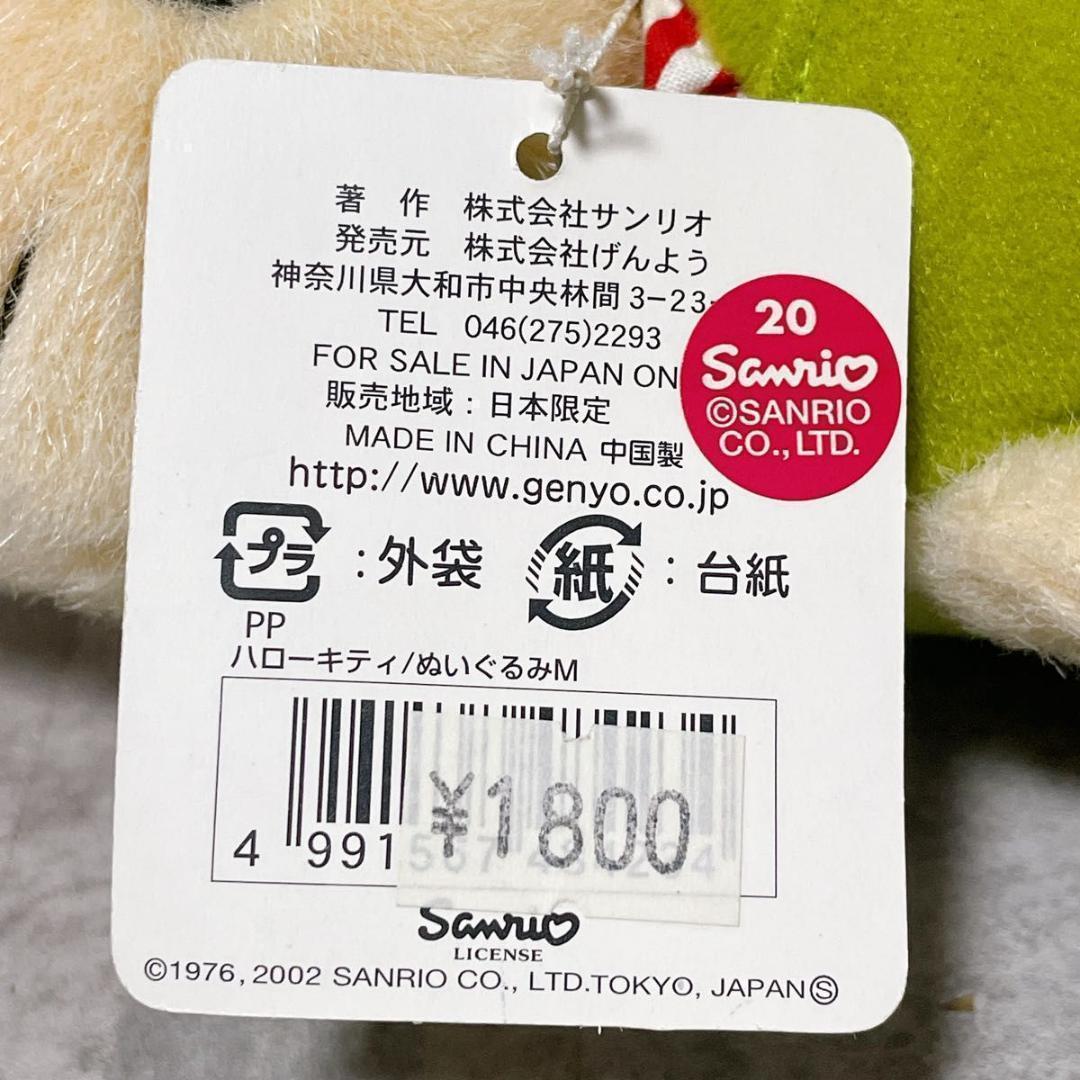 著 作 株式会社サンリオ
発売元 株式会社げんよう
神奈川県大和市中央林間3-23-
TEL 046(275)2293
FOR SALE IN JAPAN ON
販売地域：日本限定
MADE IN CHINA 中国製
http://www.genyo.co.jp
20
Sanrio
©SANRIO
CO.,LTD.
プラ：外袋 紙：台紙
PP
ハローキティ/ぬいぐるみM
¥1800
4 991
Sanrio
LICENSE
©1976, 2002 SANRIO CO., LTD.TOKYO, JAPANⓈ